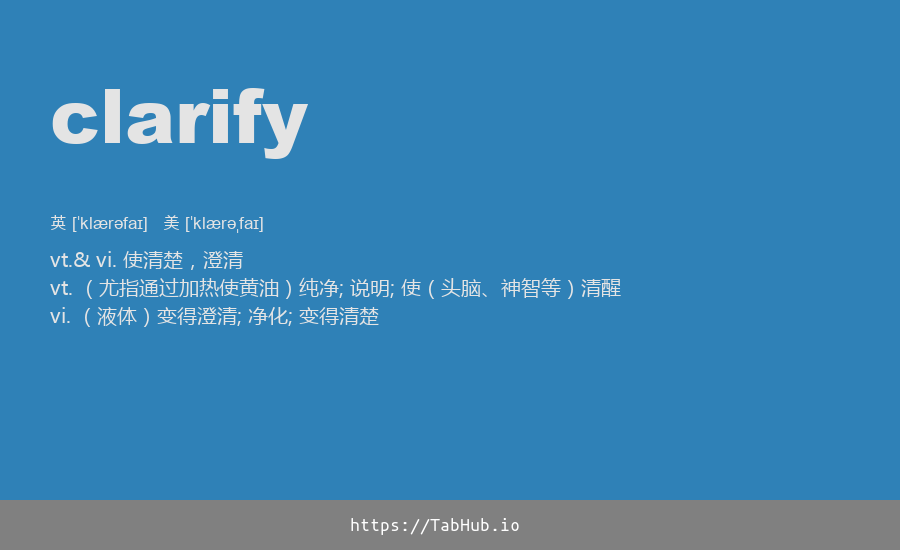 clarify
英 [ˈklærəfaɪ] 美 [ˈklærəˌfaɪ]
vt.& vi. 使清楚，澄清
vt. （尤指通过加热使黄油）纯净; 说明; 使（头脑、神智等）清醒
vi. （液体）变得澄清; 净化; 变得清楚
https://TabHub.io